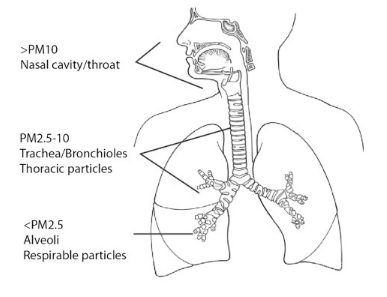 >PM10
Nasal cavity/throat
PM2.5-10
Trachea/Bronchioles
Thoracic particles
<PM2.5
Alveoli
Respirable particles